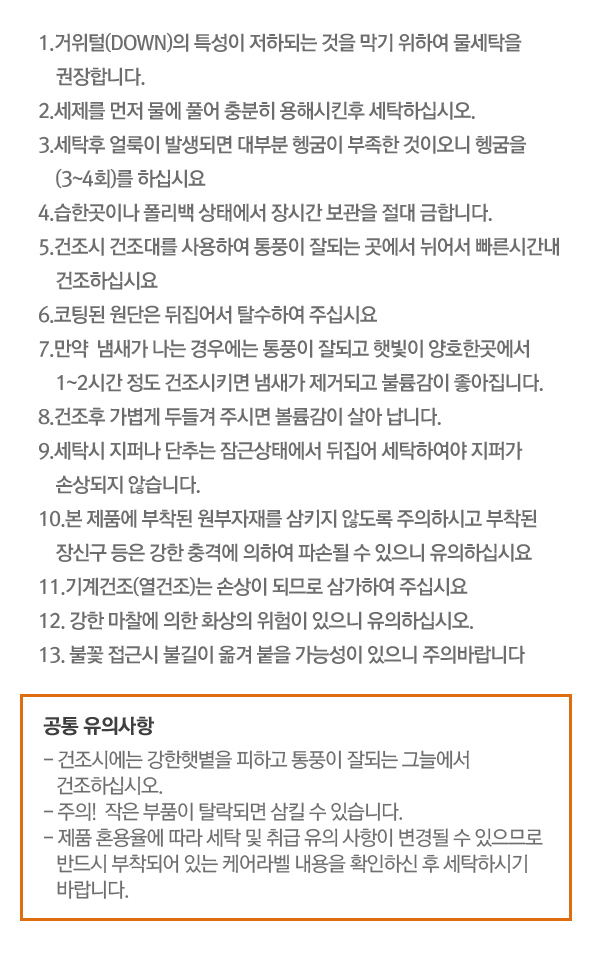 1.거위털(DOWN)의 특성이 저하되는 것을 막기 위하여 물세탁을
권장합니다.
2.세제를 먼저 물에 풀어 충분히 용해시킨후 세탁하십시오.
3.세탁후 얼룩이 발생되면 대부분 헹굼이 부족한 것이오니 헹굼을
(3~4회)를 하십시요
4.습한곳이나 폴리백 상태에서 장시간 보관을 절대 금합니다.
5.건조시 건조대를 사용하여 통풍이 잘되는 곳에서 뉘어서 빠른시간내
건조하십시요
6.코팅된 원단은 뒤집어서 탈수하여 주십시요
7.만약  냄새가 나는 경우에는 통풍이 잘되고 햇빛이 양호한곳에서
1~2시간 정도 건조시키면 냄새가 제거되고 볼륨감이 좋아집니다.
8.건조후 가볍게 두들겨 주시면 볼륨감이 살아 납니다.
9.세탁시 지퍼나 단추는 잠근상태에서 뒤집어 세탁하여야 지퍼가
손상되지 않습니다.
10.본 제품에 부착된 원부자재를 삼키지 않도록 주의하시고 부착된
장신구 등은 강한 충격에 의하여 파손될 수 있으니 유의하십시요
11.기계건조(열건조)는 손상이 되므로 삼가하여 주십시요
12. 강한 마찰에 의한 화상의 위험이 있으니 유의하십시오.
13. 불꽃 접근시 불길이 옮겨 붙을 가능성이 있으니 주의바랍니다
공통 유의사항
- 건조시에는 강한햇볕을 피하고 통풍이 잘되는 그늘에서
건조하십시오.
- 주의!  작은 부품이 탈락되면 삼킬 수 있습니다.
- 제품 혼용율에 따라 세탁 및 취급 유의 사항이 변경될 수 있으므로
반드시 부착되어 있는 케어라벨 내용을 확인하신 후 세탁하시기
바랍니다.